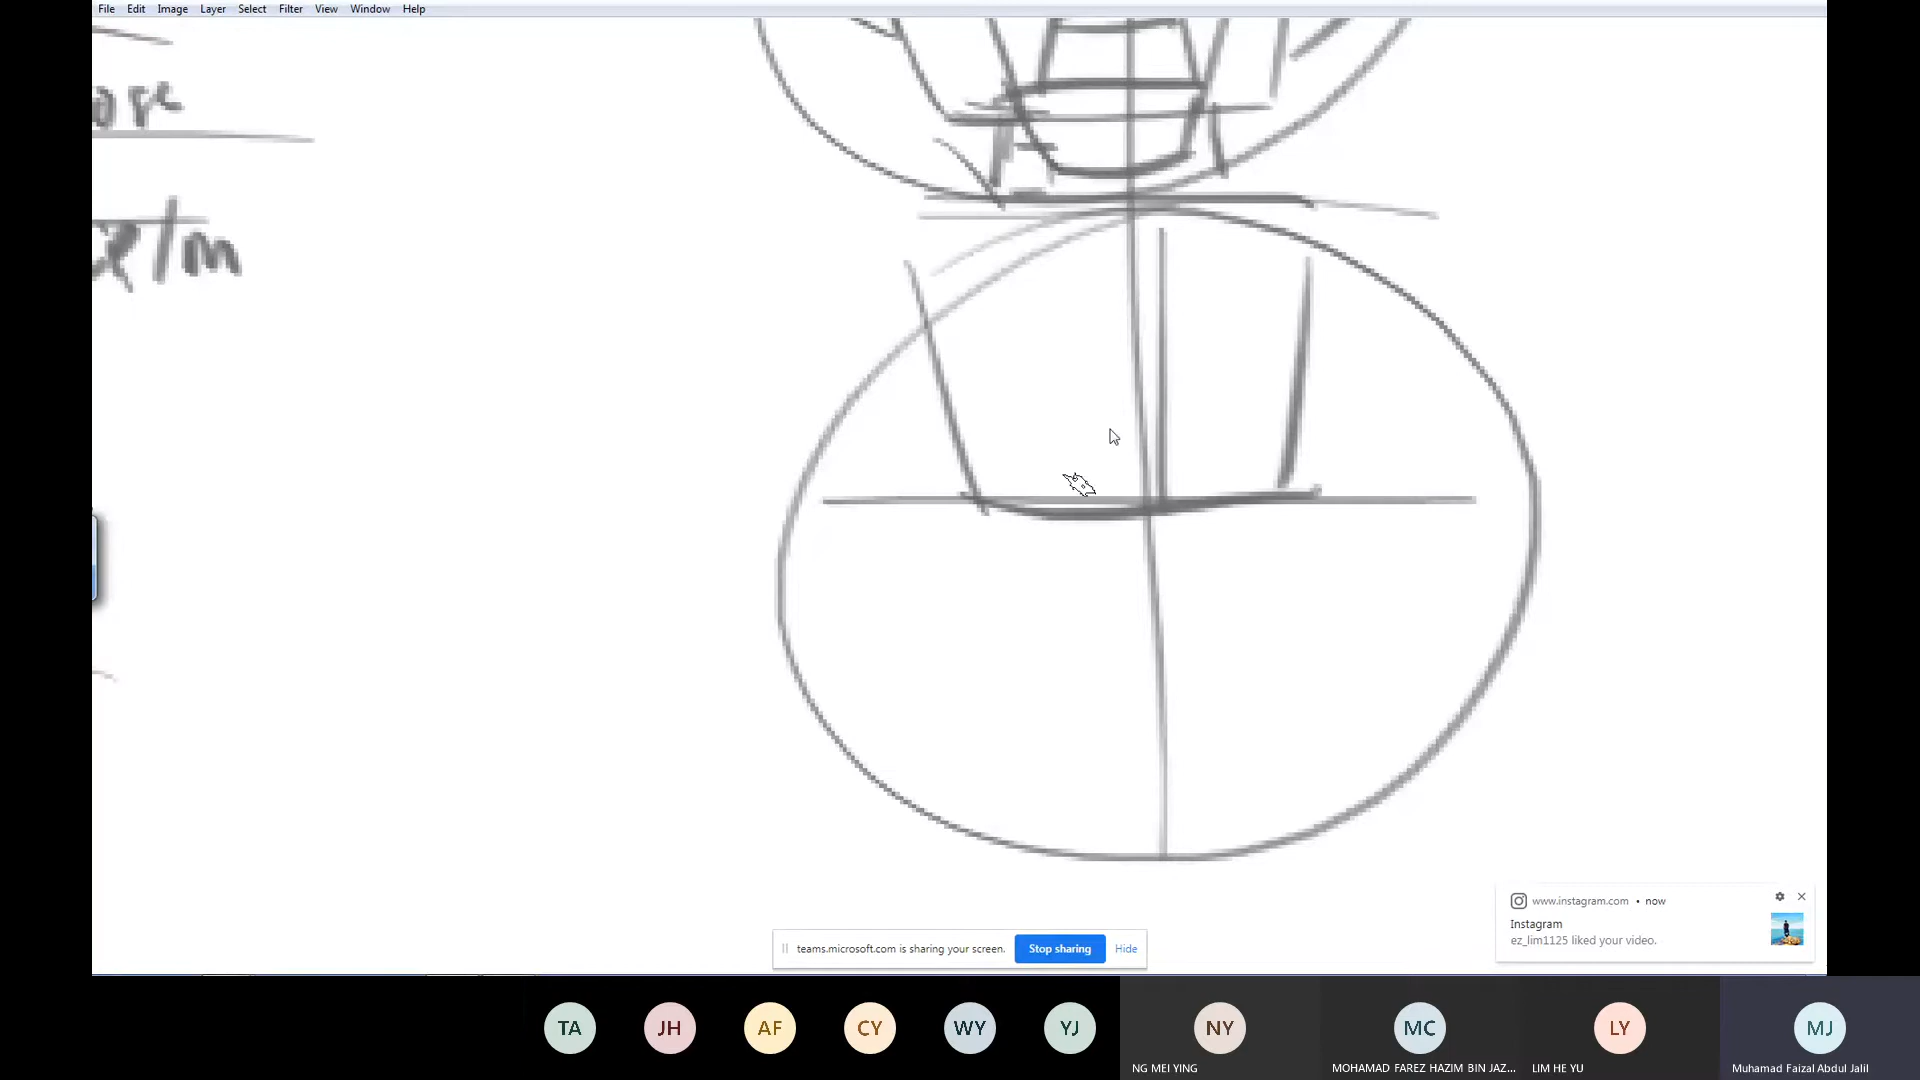 File Edit Image Layer Select Filter View Window Help
ose
/m
www.instagram.com • now
Instagram
ez_lim1125 liked your video.
teams.microsoft.com is sharing your screen. Stop sharing Hide
TA JH AF CY WY YJ NY MC LY MJ
NG MEI YING MOHAMAD FAREZ HAZIM BIN JAZ... LIM HE YU Muhamad Faizal Abdul Jalil